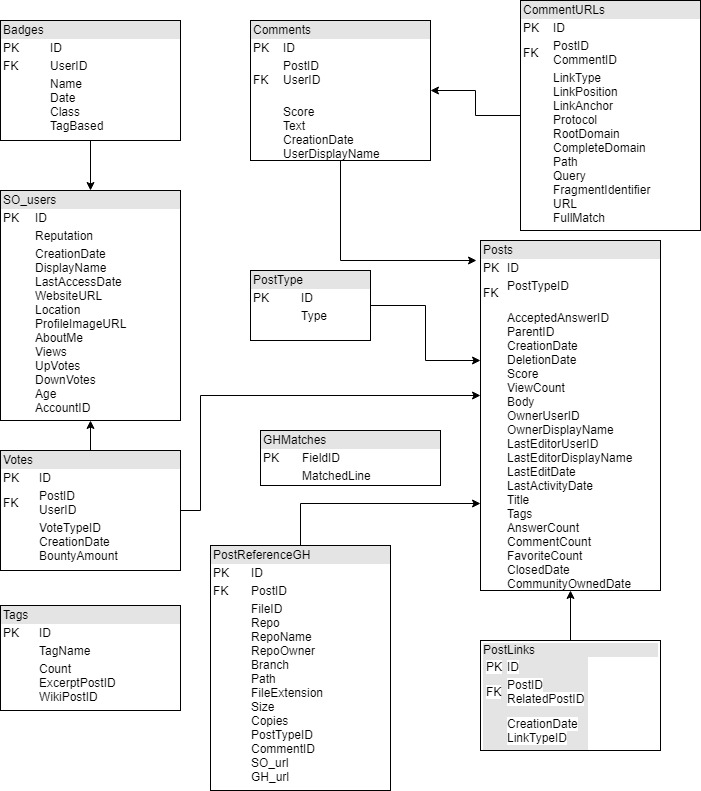 Badges
PK ID
FK UserID
Name
Date
Class
TagBased
Comments
PK ID
PostID
FK UserID
Score
Text
CreationDate
UserDisplayName
CommentURLs
PK ID
PostID
FK
CommentID
LinkType
LinkPosition
LinkAnchor
Protocol
RootDomain
CompleteDomain
Path
Query
FragmentIdentifier
URL
FullMatch
SO_users
PK ID
Reputation
CreationDate
DisplayName
LastAccessDate
WebsiteURL
Location
ProfileImageURL
AboutMe
Views
UpVotes
DownVotes
Age
AccountID
PostType
PK ID
Type
Posts
PK ID
PostTypeID
FK
AcceptedAnswerID
ParentID
CreationDate
DeletionDate
Score
ViewCount
Body
OwnerUserID
OwnerDisplayName
LastEditorUserID
LastEditorDisplayName
LastEditDate
LastActivityDate
Title
Tags
AnswerCount
CommentCount
FavoriteCount
ClosedDate
CommunityOwnedDate
Votes
PK ID
PostID
FK
UserID
VoteTypeID
CreationDate
BountyAmount
GHMatches
PK FieldID
MatchedLine
PostReferenceGH
PK ID
FK PostID
FileID
Repo
RepoName
RepoOwner
Branch
Path
FileExtension
Size
Copies
PostTypeID
CommentID
SO_url
GH_url
Tags
PK ID
TagName
Count
ExcerptPostID
WikiPostID
PostLinks
PK ID
PostID
FK
RelatedPostID
CreationDate
LinkTypeID